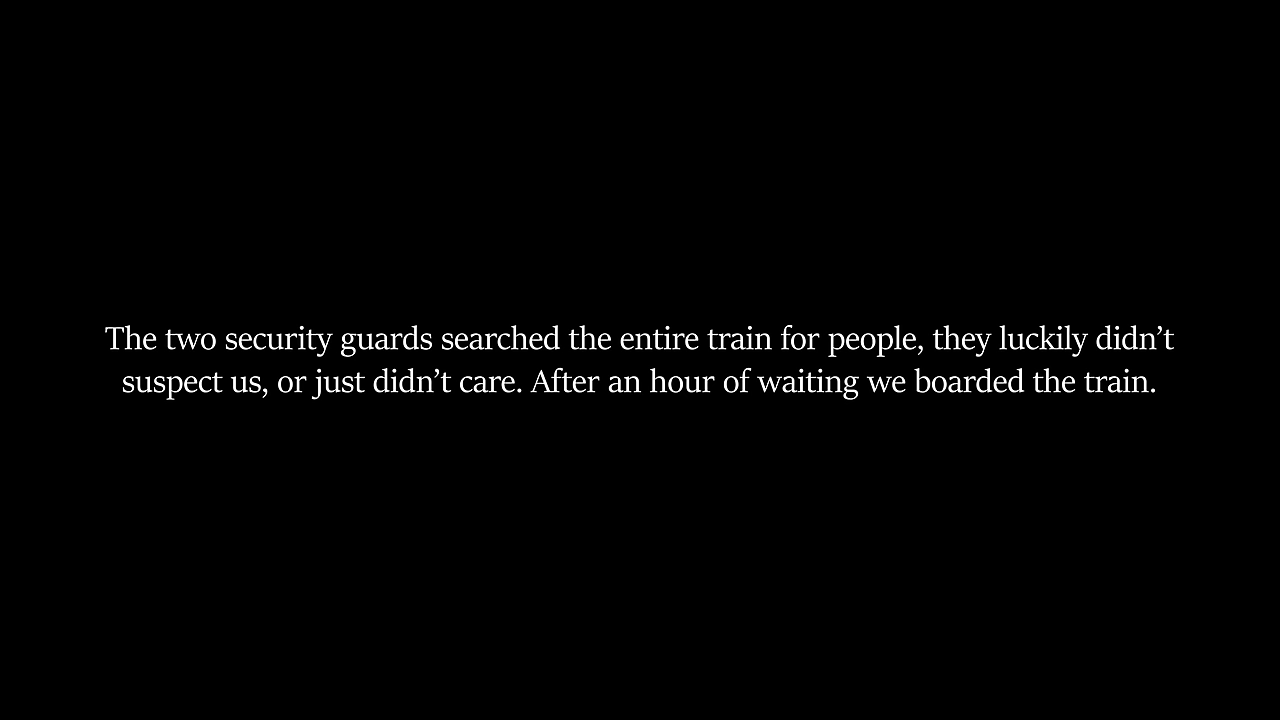 The two security guards searched the entire train for people, they luckily didn’t
suspect us, or just didn’t care. After an hour of waiting we boarded the train.